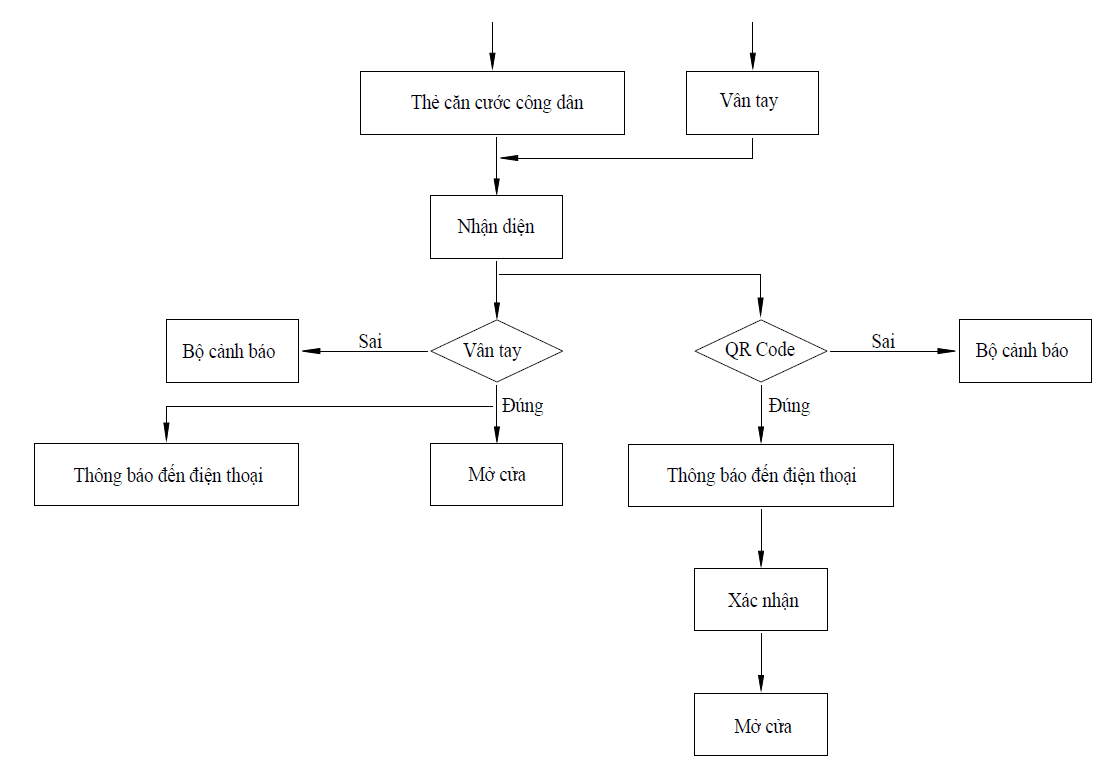 Thẻ căn cước công dân
Vân tay
Nhận diện
Bộ cảnh báo
Sai
Vân tay
QR Code
Sai
Bộ cảnh báo
Đúng
Đúng
Thông báo đến điện thoại
Mở cửa
Thông báo đến điện thoại
Xác nhận
Mở cửa